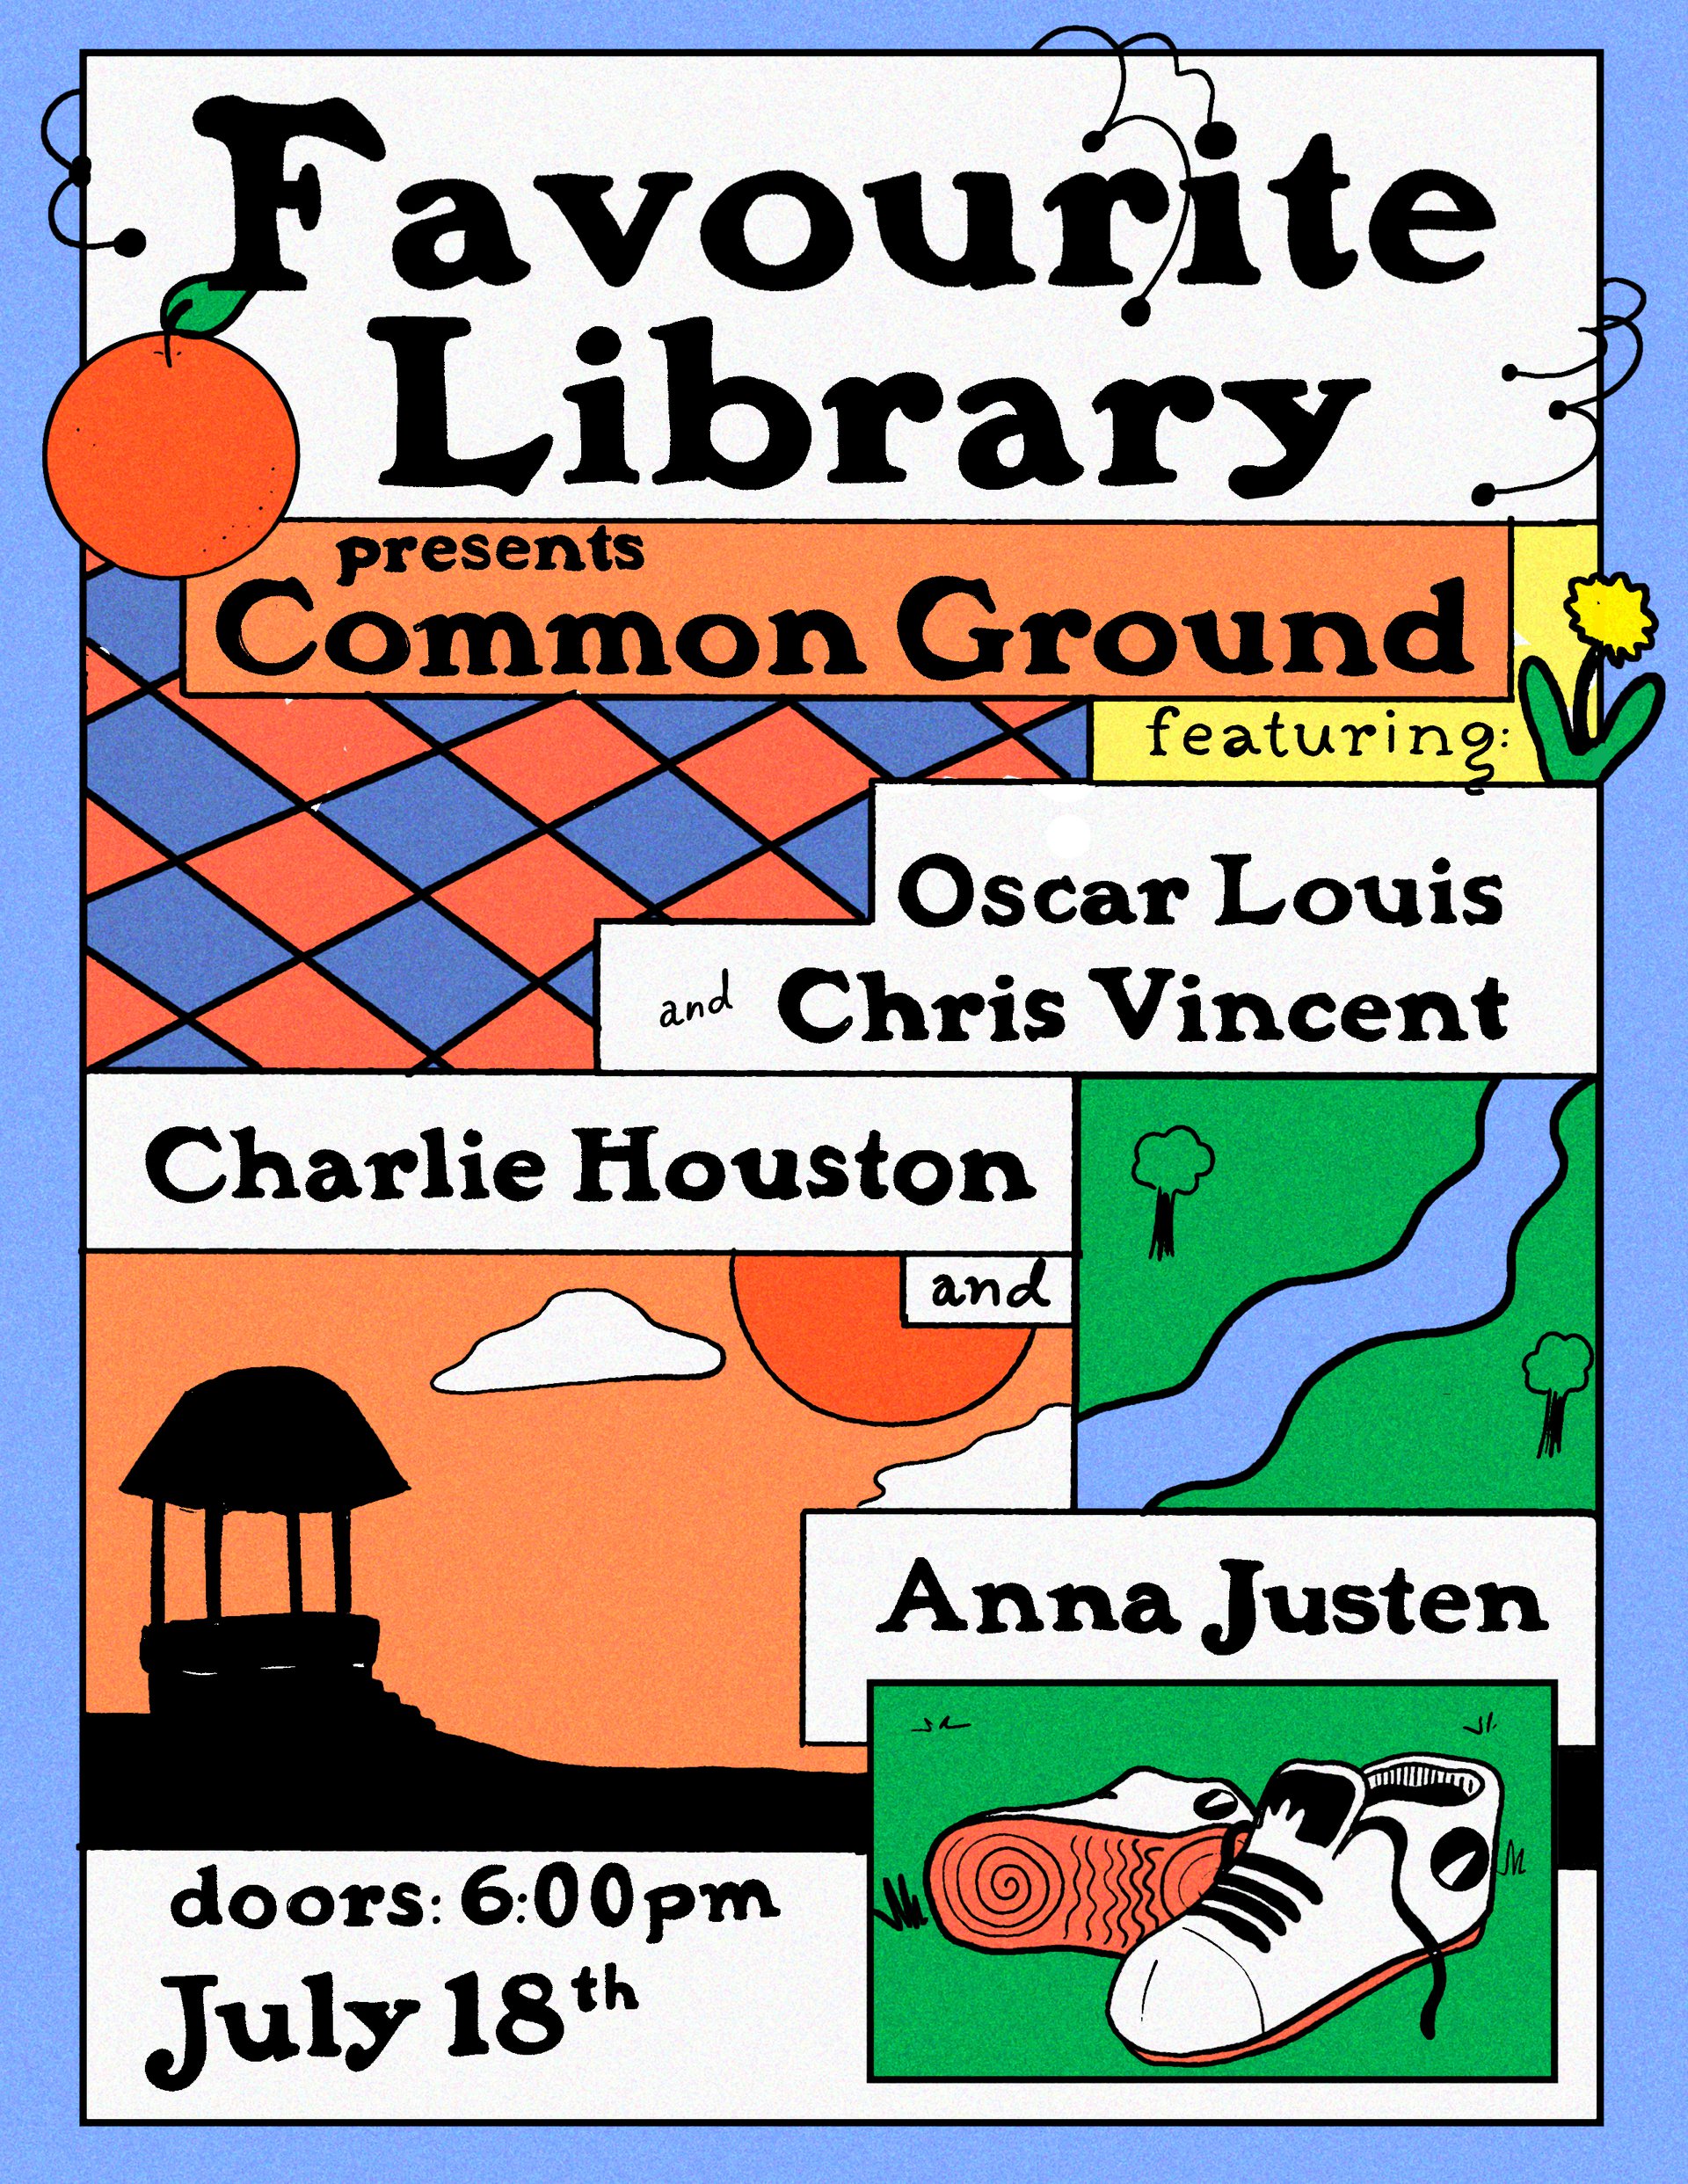 Favourite
Library
presents
Common Ground
featuring:
Oscar Louis
and Chris Vincent
Charlie Houston
and
Anna Justen
doors: 6:00pm
July 18th